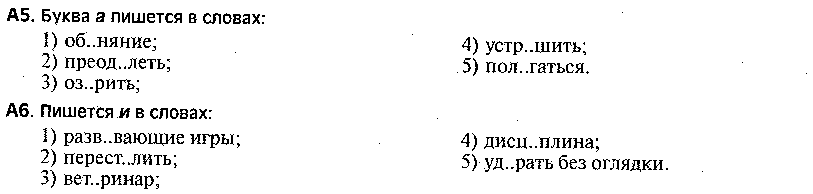 А5. Буква а пишется в словах:
1) об..няние;
2) преод..леть;
3) оз..рить;
4) устр..шить;
5) пол..гаться.
А6. Пишется и в словах:
1) разв..вающие игры;
2) перест..лить;
3) вет..ринар;
4) дисц..плина;
5) уд..рать без оглядки.